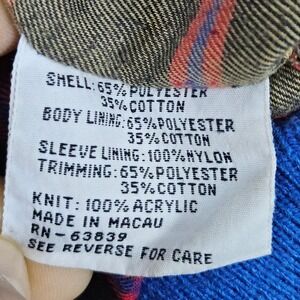 SHELL: 65% POLYESTER
35% COTTON
BODY LINING: 65% POLYESTER
35% COTTON
SLEEVE LINING: 100% NYLON
TRIMMING: 65% POLYESTER
35% COTTON
KNIT: 100% ACRYLIC
MADE IN MACAU
RN-63839
SEE REVERSE FOR CARE